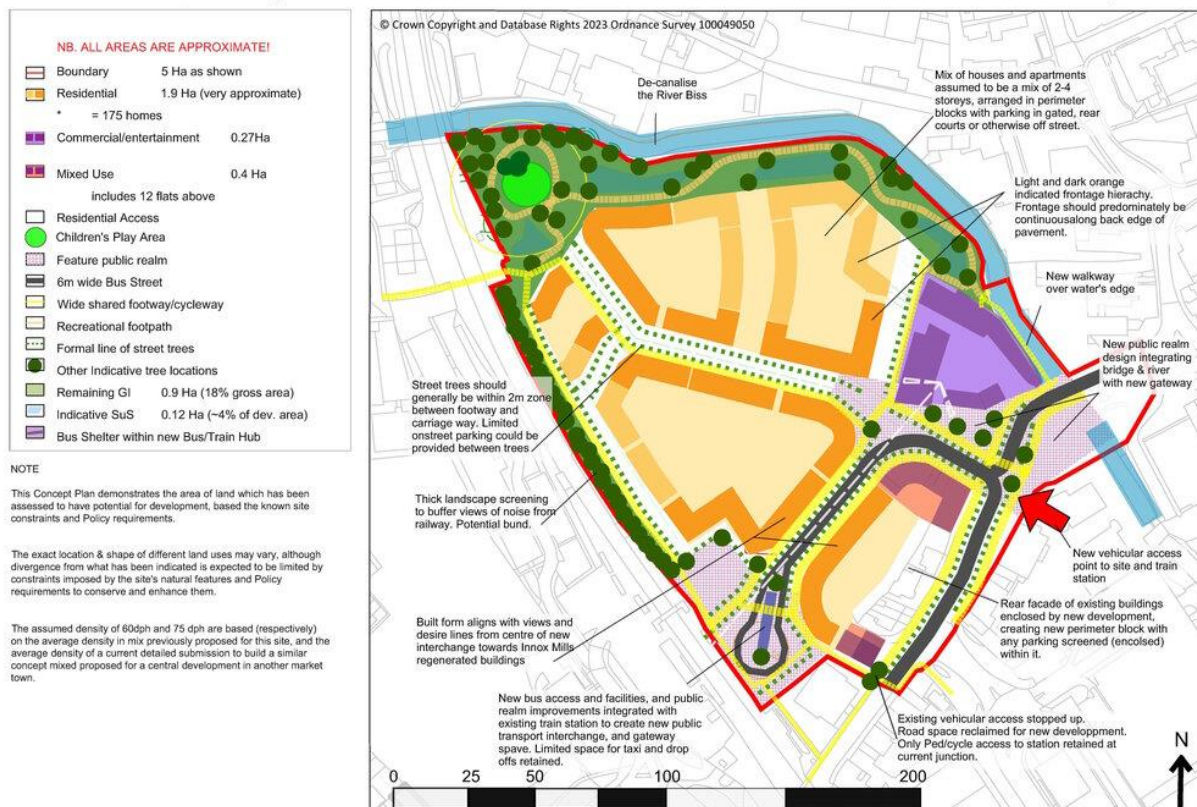 NB. ALL AREAS ARE APPROXIMATE!
Boundary 5 Ha as shown
Residential 1.9 Ha (very approximate)
* = 175 homes
Commercial/entertainment 0.27Ha
Mixed Use 0.4 Ha
includes 12 flats above
Residential Access
Children's Play Area
Feature public realm
6m wide Bus Street
Wide shared footway/cycleway
Recreational footpath
Formal line of street trees
Other Indicative tree locations
Remaining GI 0.9 Ha (18% gross area)
Indicative SuS 0.12 Ha (~4% of dev. area)
Bus Shelter within new Bus/Train Hub
NOTE
This Concept Plan demonstrates the area of land which has been
assessed to have potential for development, based the known site
constraints and Policy requirements.
The exact location & shape of different land uses may vary, although
divergence from what has been indicated is expected to be limited by
constraints imposed by the site's natural features and Policy
requirements to conserve and enhance them.
The assumed density of 60dph and 75 dph are based (respectively)
on the average density in mix previously proposed for this site, and the
average density of a current detailed submission to build a similar
concept mixed proposed for a central development in another market
town.
© Crown Copyright and Database Rights 2023 Ordnance Survey 100049050
De-canalise
the River Biss
Mix of houses and apartments
assumed to be a mix of 2-4
storeys, arranged in perimeter
blocks with parking in gated, rear
courts or otherwise off street.
Light and dark orange
indicated frontage hierarchy.
Frontage should predominately be
continuousalong back edge of
pavement.
New walkway
over water's edge
New public realm
design integrating
bridge & river
with new gateway
Street trees should
generally be within 2m zone
between footway and
carriage way. Limited
onstreet parking could be
provided between trees
Thick landscape screening
to buffer views of noise from
railway. Potential bund.
New vehicular access
point to site and train
station
Built form aligns with views and
desire lines from centre of new
interchange towards Innox Mills
regenerated buildings
Rear facade of existing buildings
enclosed by new development,
creating new perimeter block with
any parking screened (encolsed)
within it.
New bus access and facilities, and public
realm improvements integrated with
existing train station to create new public
transport interchange, and gateway
spave. Limited space for taxi and drop
offs retained.
Existing vehicular access stopped up.
Road space reclaimed for new developpment.
Only Ped/cycle access to station retained at
current junction.
N
0 25 50 100 200